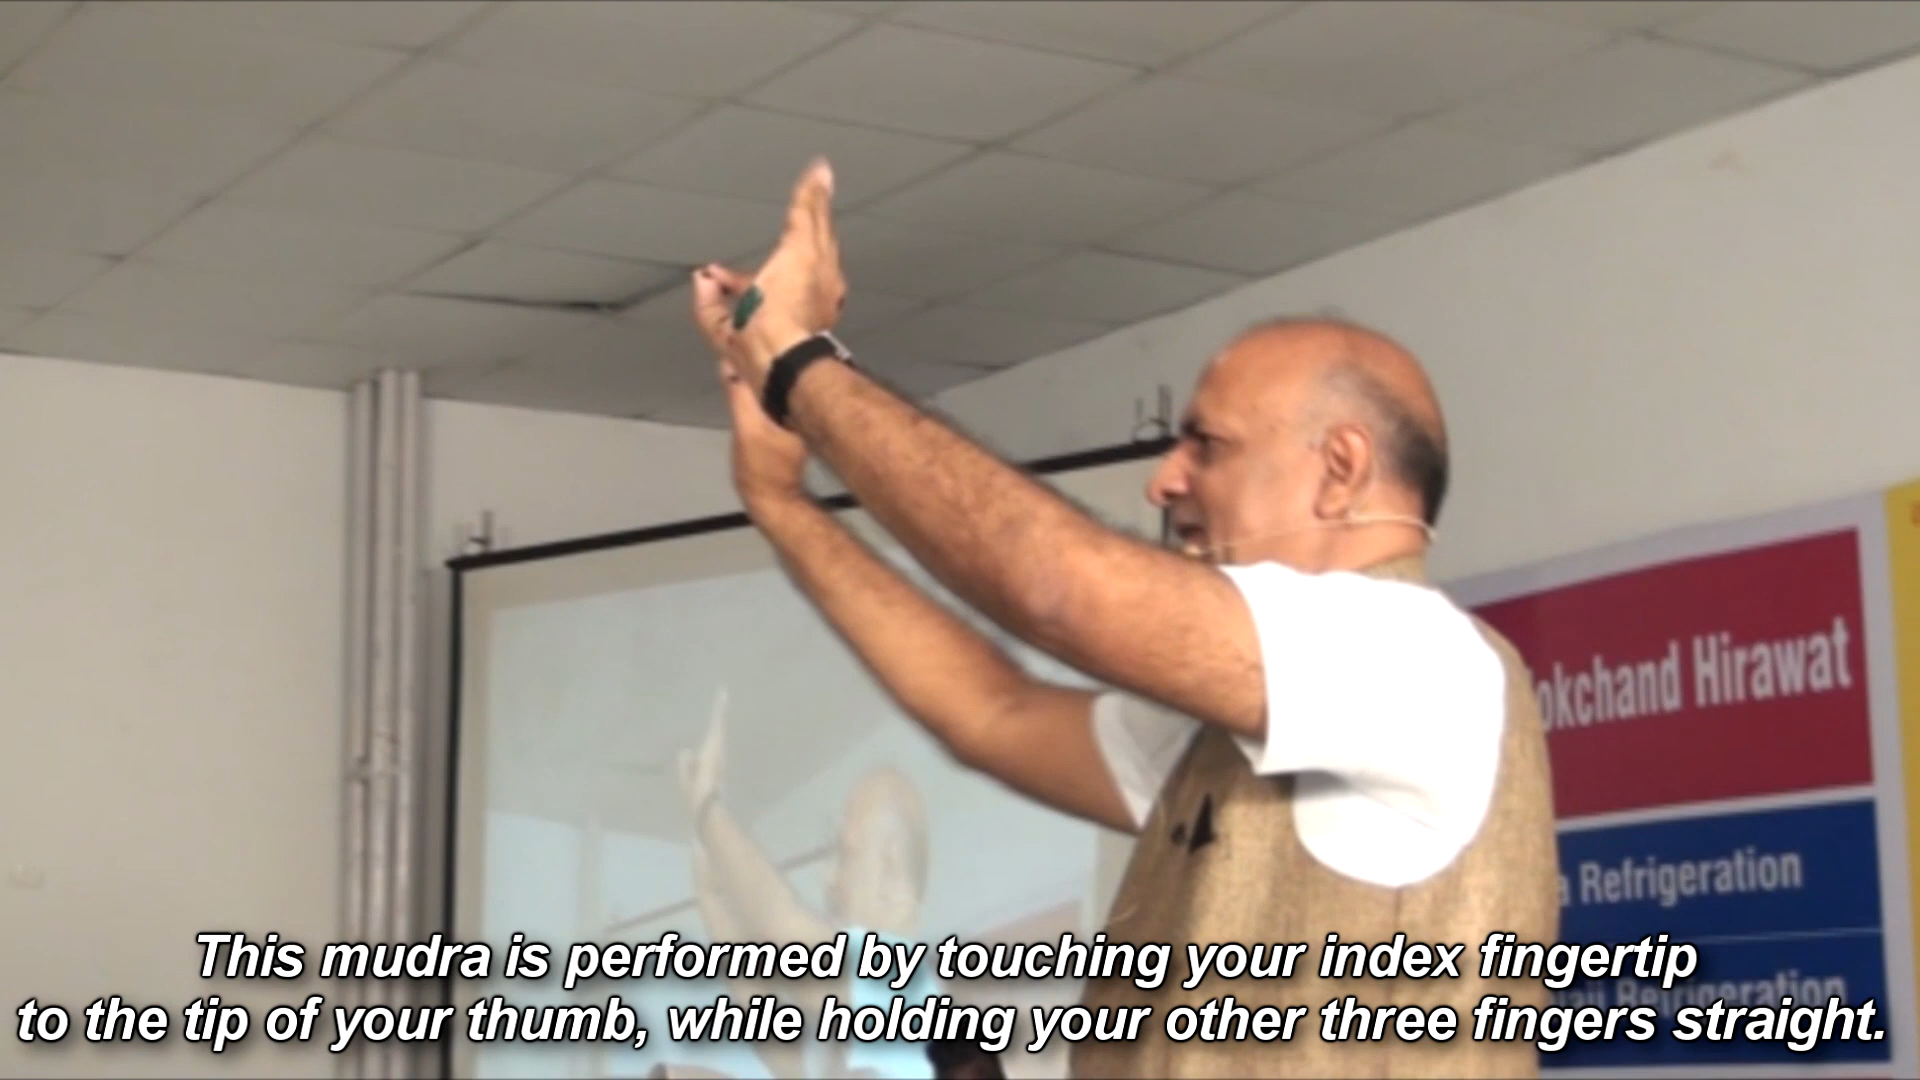 okchand Hirawat
a Refrigeration
Refrigeration
This mudra is performed by touching your index fingertip
to the tip of your thumb, while holding your other three fingers straight.